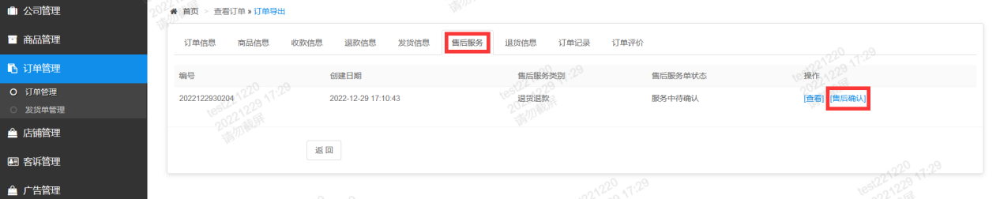 公司管理
商品管理
订单管理
订单管理
发货单管理
店铺管理
客诉管理
广告管理
首页 > 查看订单 » 订单导出
订单信息 商品信息 收款信息 退款信息 发货信息 售后服务 退货信息 订单记录 订单评价
编号 创建日期 售后服务类别 售后服务单状态 操作
2022122930204 2022-12-29 17:10:43 退货退款 服务中待确认 [查看] [售后确认]
返 回
test221220
20221229 17:29
请勿截屏